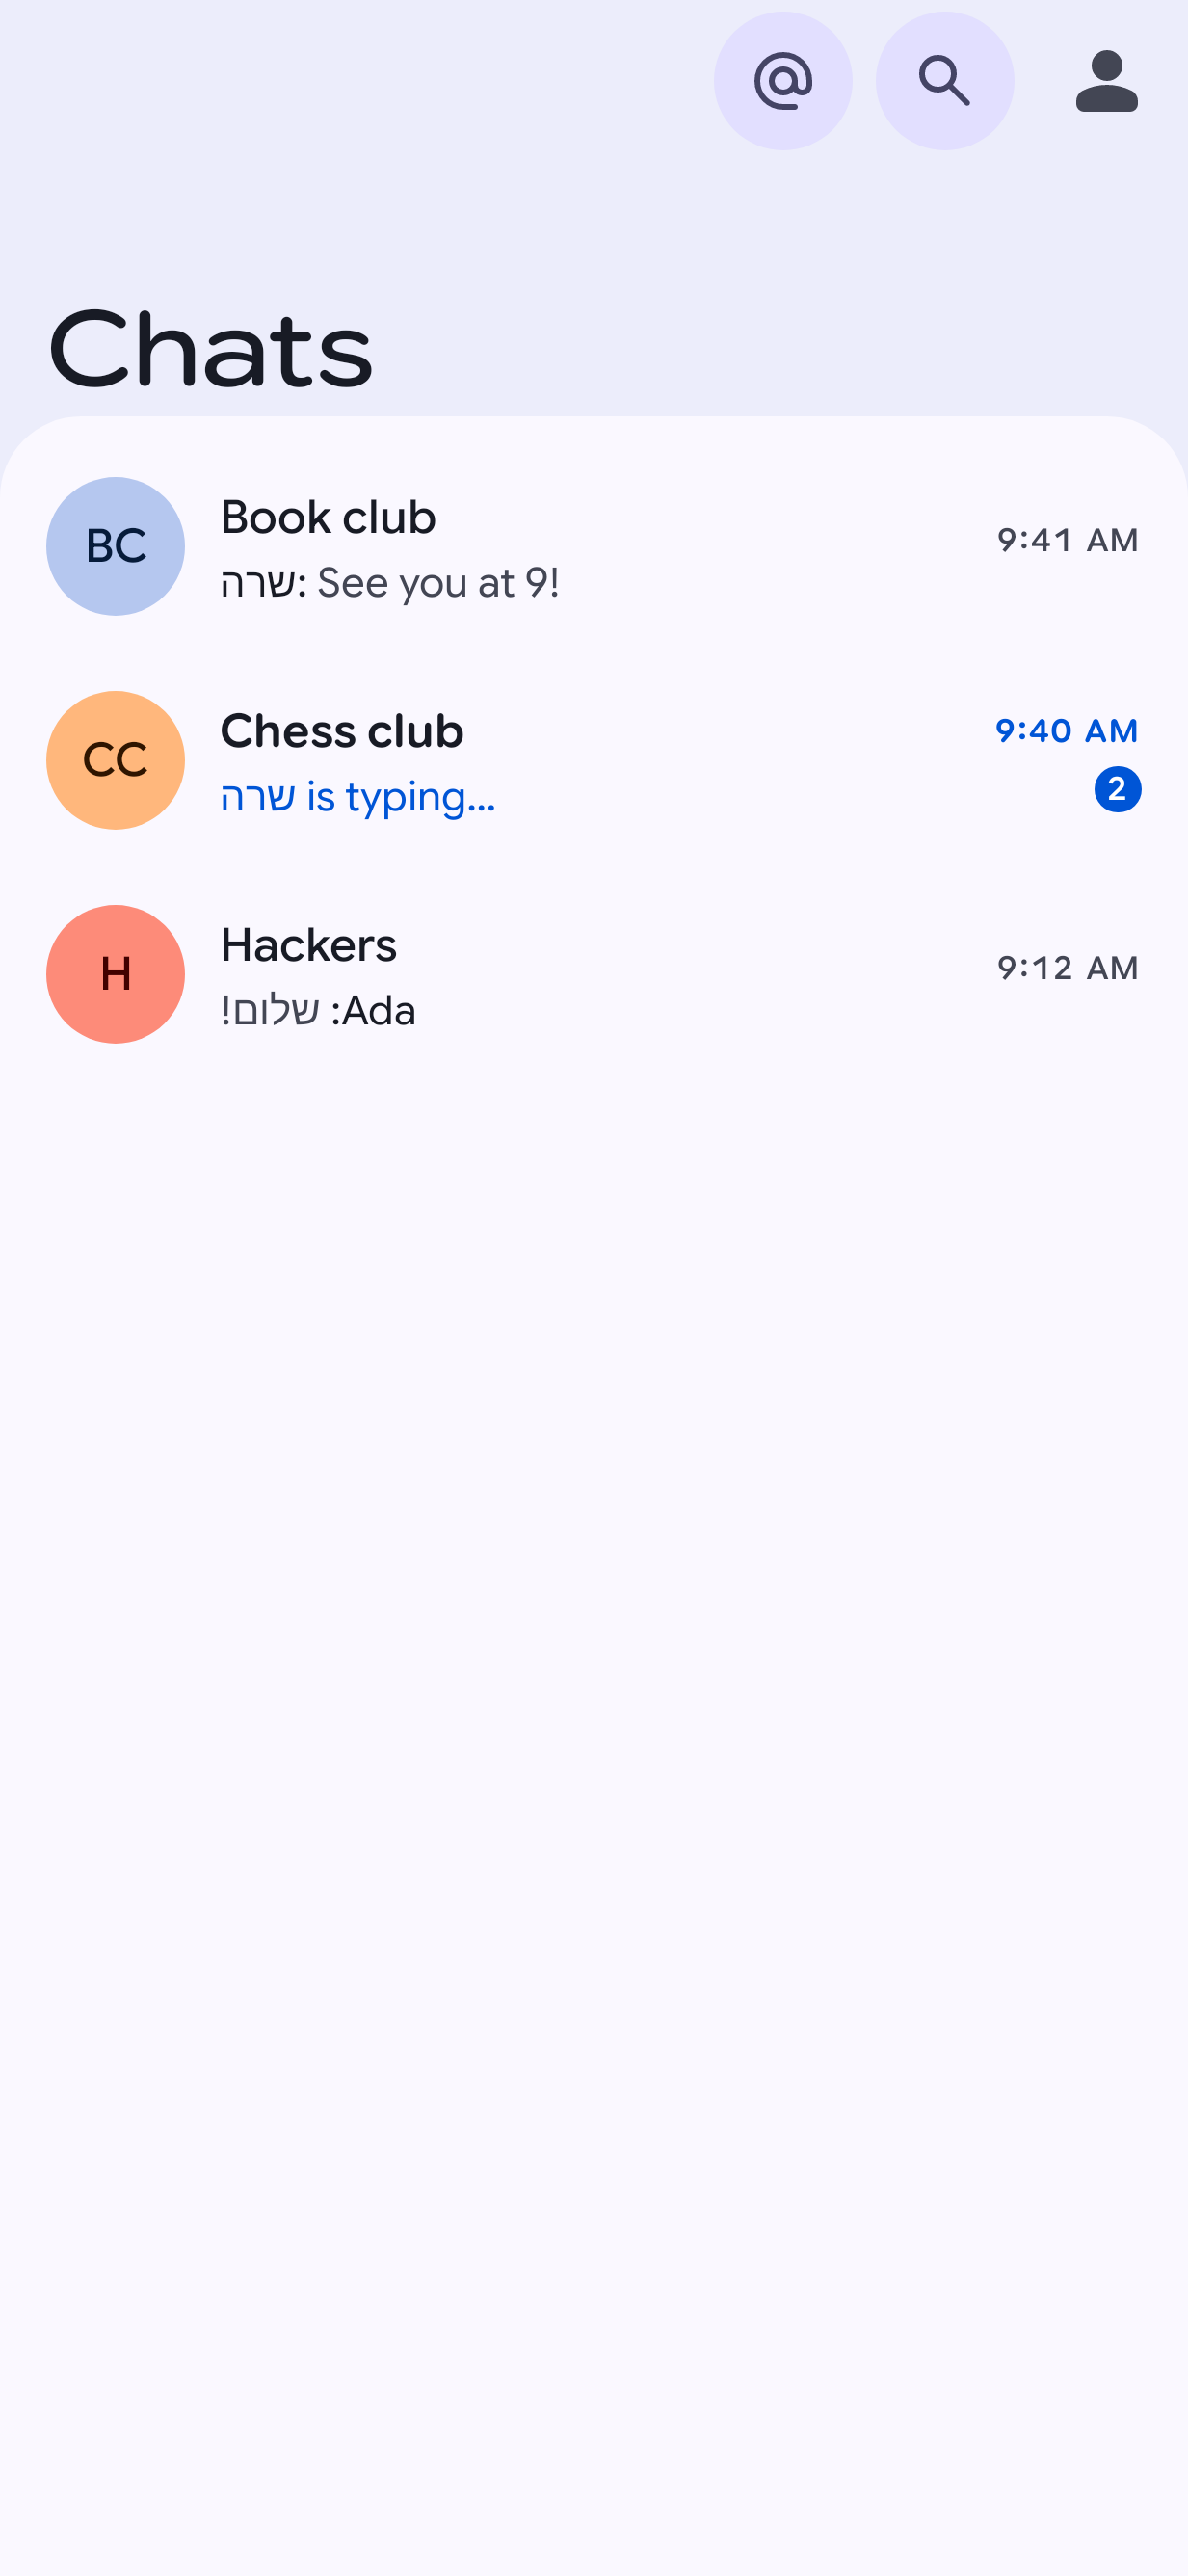 Chats
BC
Book club
שרה: See you at 9!
9:41 AM
CC
Chess club
שרה is typing...
9:40 AM
2
H
Hackers
Ada: שלום!
9:12 AM